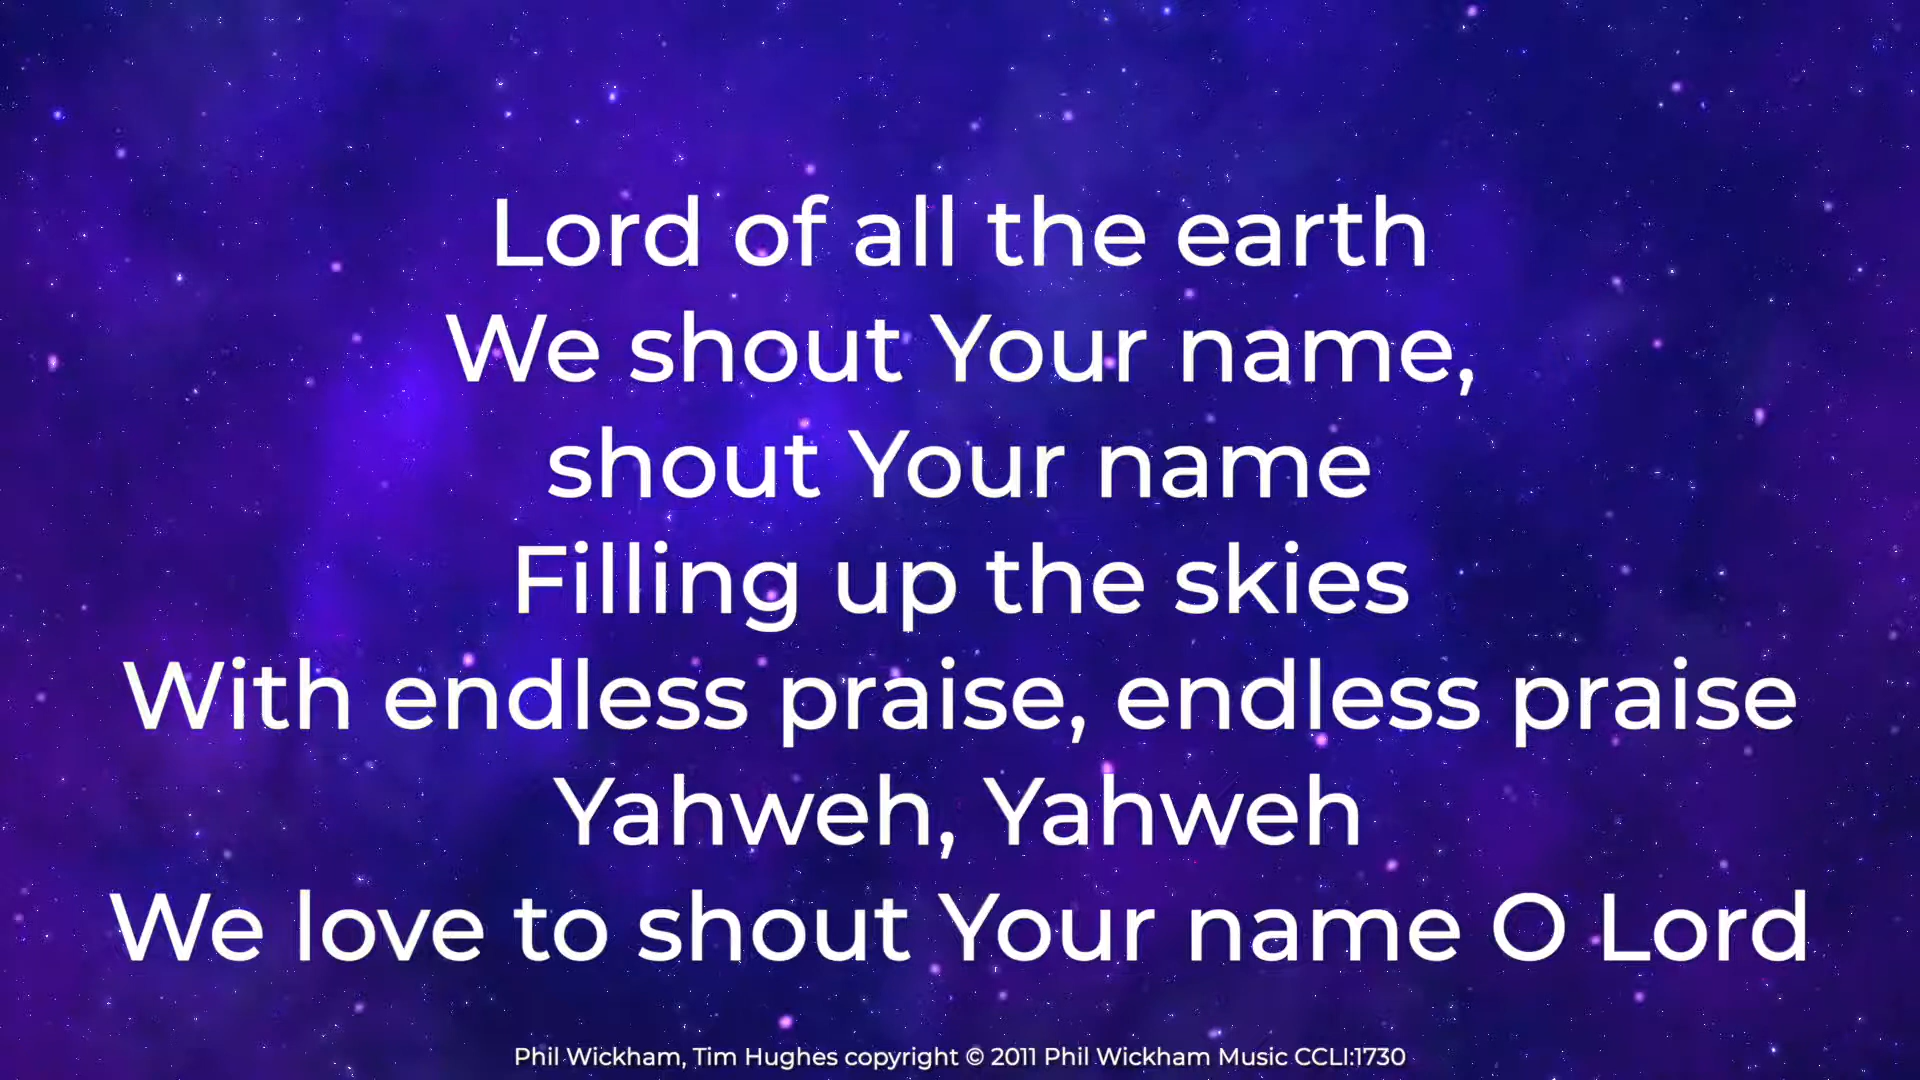 Lord of all the earth
We shout Your name,
shout Your name
Filling up the skies
With endless praise, endless praise
Yahweh, Yahweh
We love to shout Your name O Lord
Phil Wickham, Tim Hughes copyright © 2011 Phil Wickham Music CCLI:1730